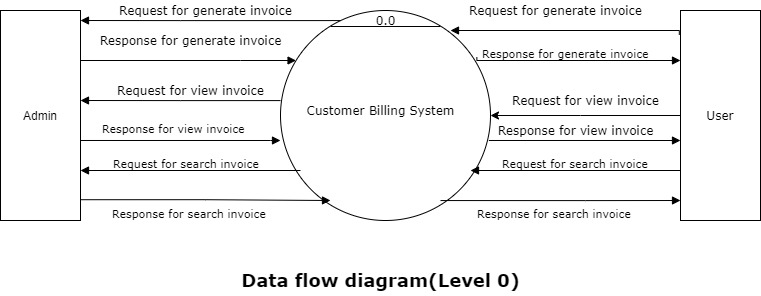 Request for generate invoice
0.0
Request for generate invoice
Response for generate invoice
Response for generate invoice
Request for view invoice
Request for view invoice
Admin
Customer Billing System
User
Response for view invoice
Response for view invoice
Request for search invoice
Request for search invoice
Response for search invoice
Response for search invoice
Data flow diagram(Level 0)